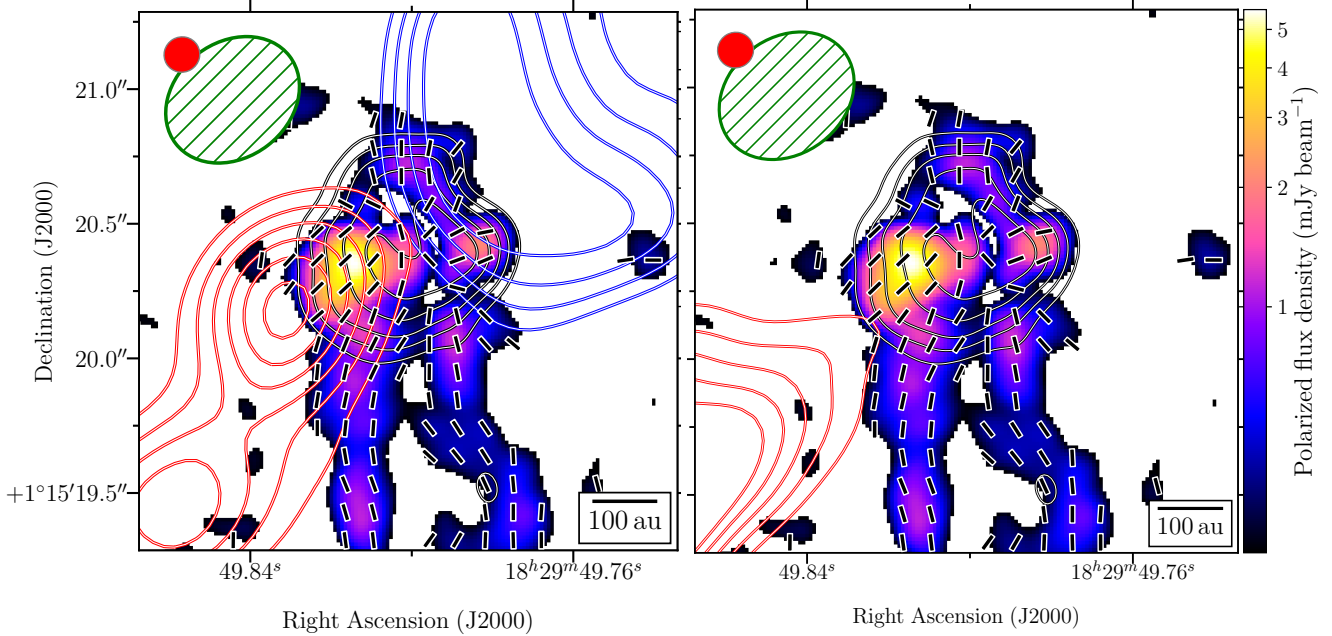 21.0″
20.5″
20.0″
+1°15′19.5″
Declination (J2000)
49.84ˢ
18ʰ29ᵐ49.76ˢ
Right Ascension (J2000)
100 au
49.84ˢ
18ʰ29ᵐ49.76ˢ
Right Ascension (J2000)
100 au
5
4
3
2
1
Polarized flux density (mJy beam⁻¹)